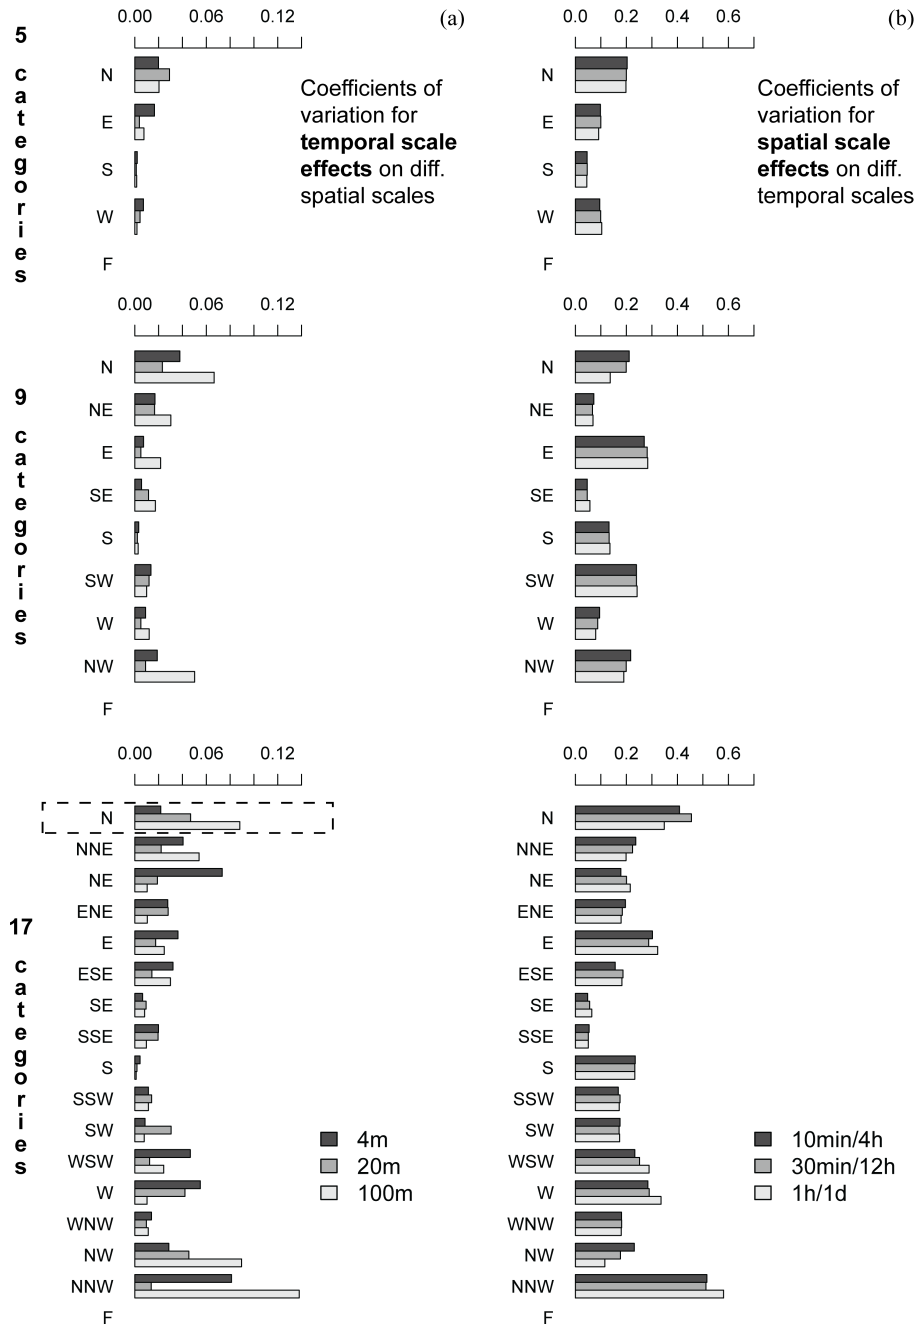 0.00 0.06 0.12 (a)
0.0 0.2 0.4 0.6 (b)
5 categories
N
E
S
W
F
Coefficients of
variation for
temporal scale
effects on diff.
spatial scales
N
E
S
W
F
Coefficients of
variation for
spatial scale
effects on diff.
temporal scales
0.00 0.06 0.12
0.0 0.2 0.4 0.6
9 categories
N
NE
E
SE
S
SW
W
NW
F
N
NE
E
SE
S
SW
W
NW
F
0.00 0.06 0.12
0.0 0.2 0.4 0.6
17 categories
N
NNE
NE
ENE
E
ESE
SE
SSE
S
SSW
SW
WSW
W
WNW
NW
NNW
F
4m
20m
100m
N
NNE
NE
ENE
E
ESE
SE
SSE
S
SSW
SW
WSW
W
WNW
NW
NNW
F
10min/4h
30min/12h
1h/1d